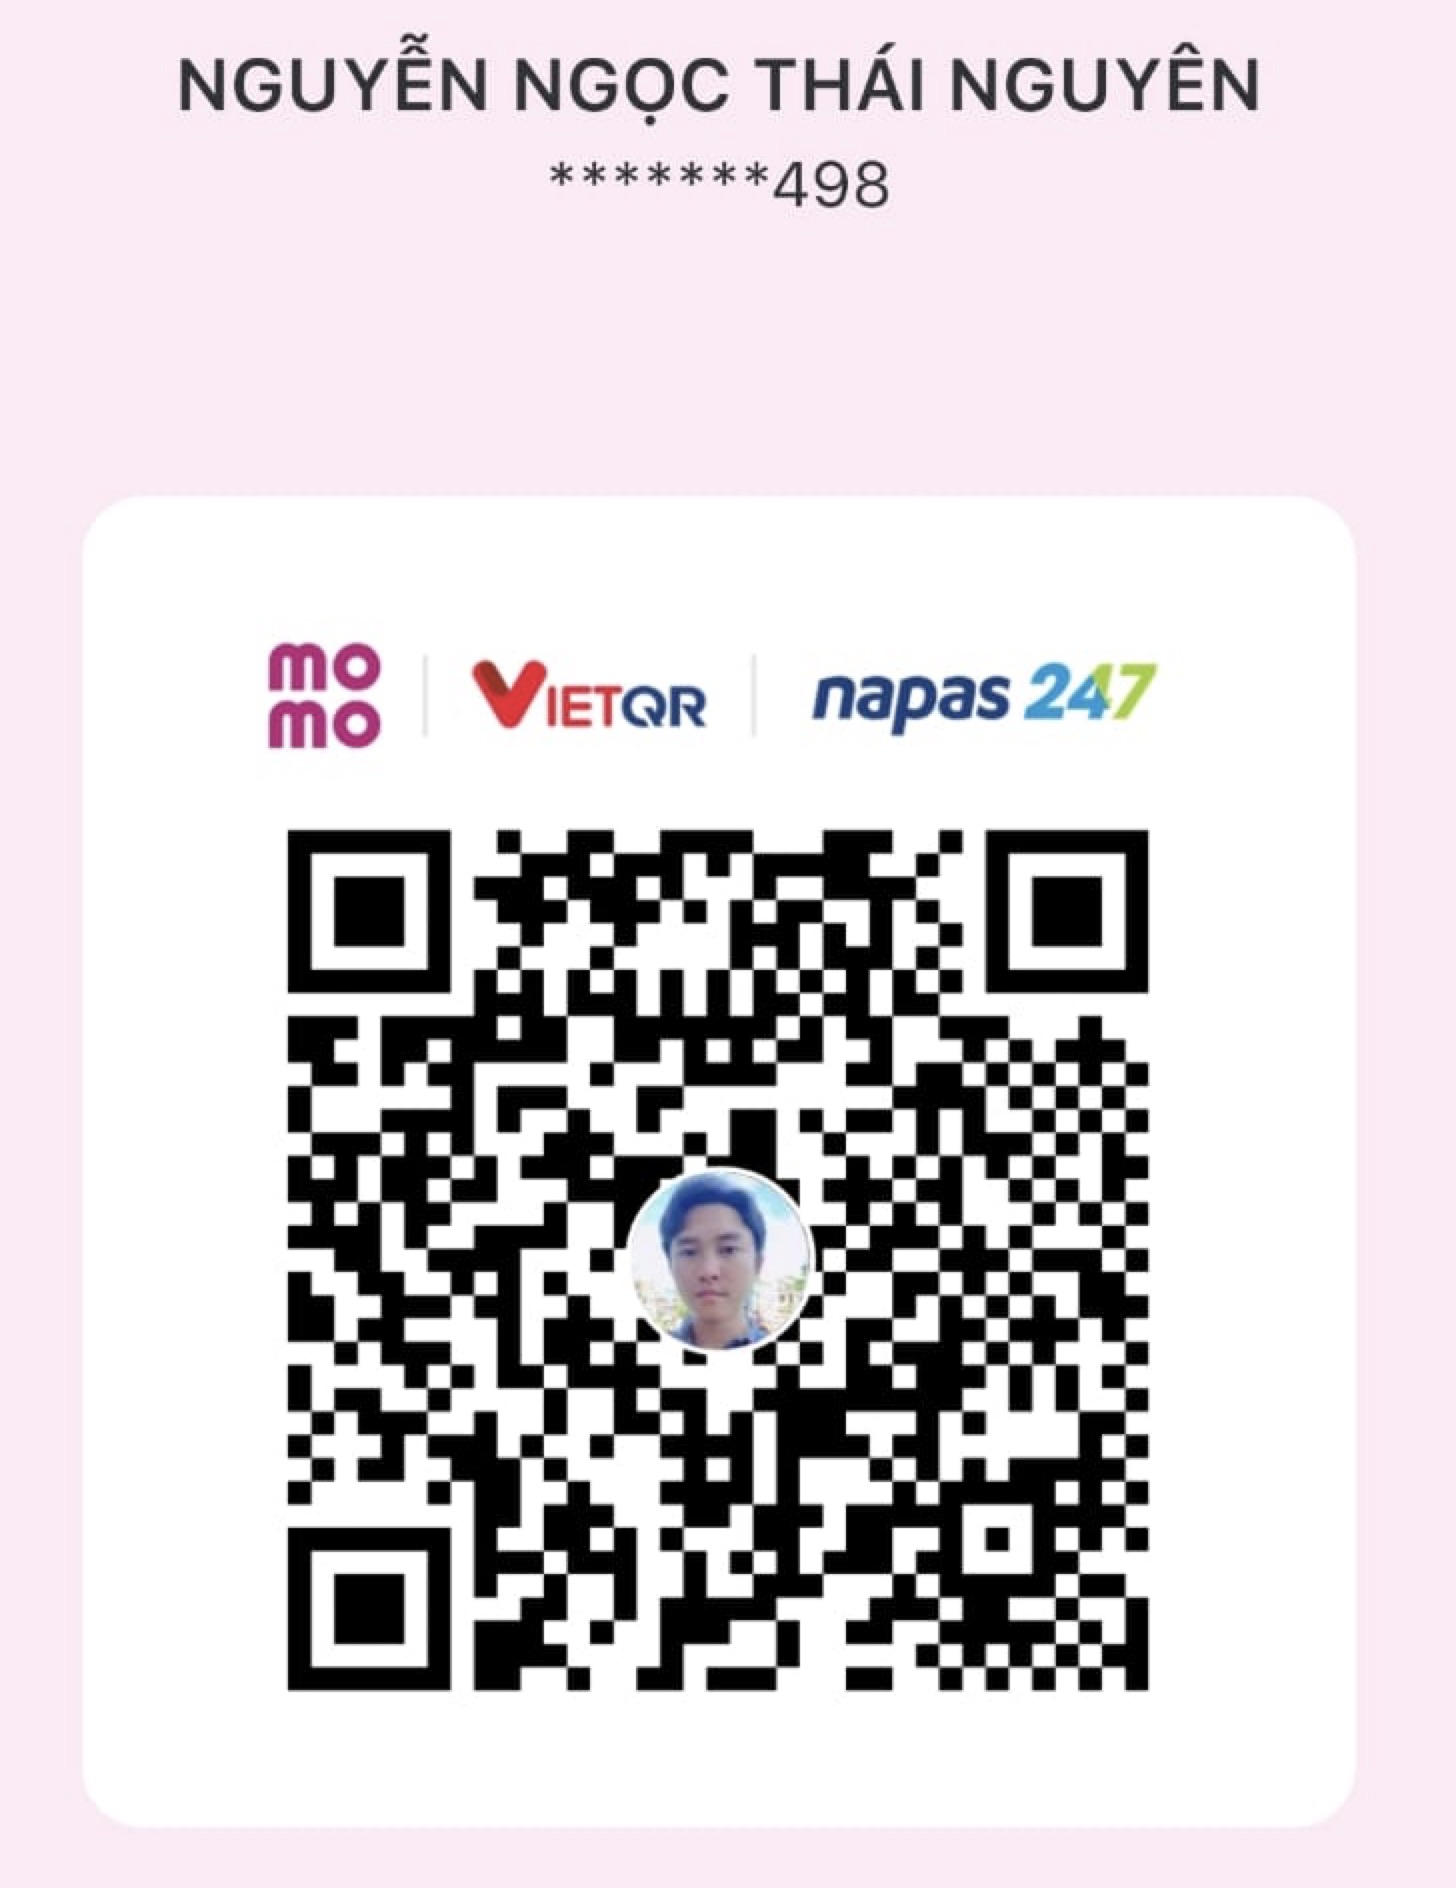 NGUYỄN NGỌC THÁI NGUYÊN
*******498
mo
mo
VIETQR
napas 247